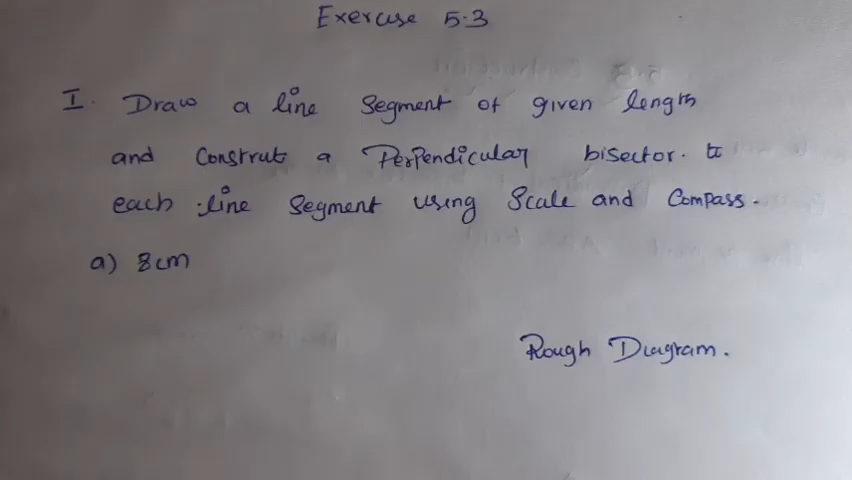 Exercise 5.3
I. Draw a line Segment of given length
and Construt a Perpendicular bisector. to
each line Segment using Scale and Compass.
a) 8cm
Rough Diagram.